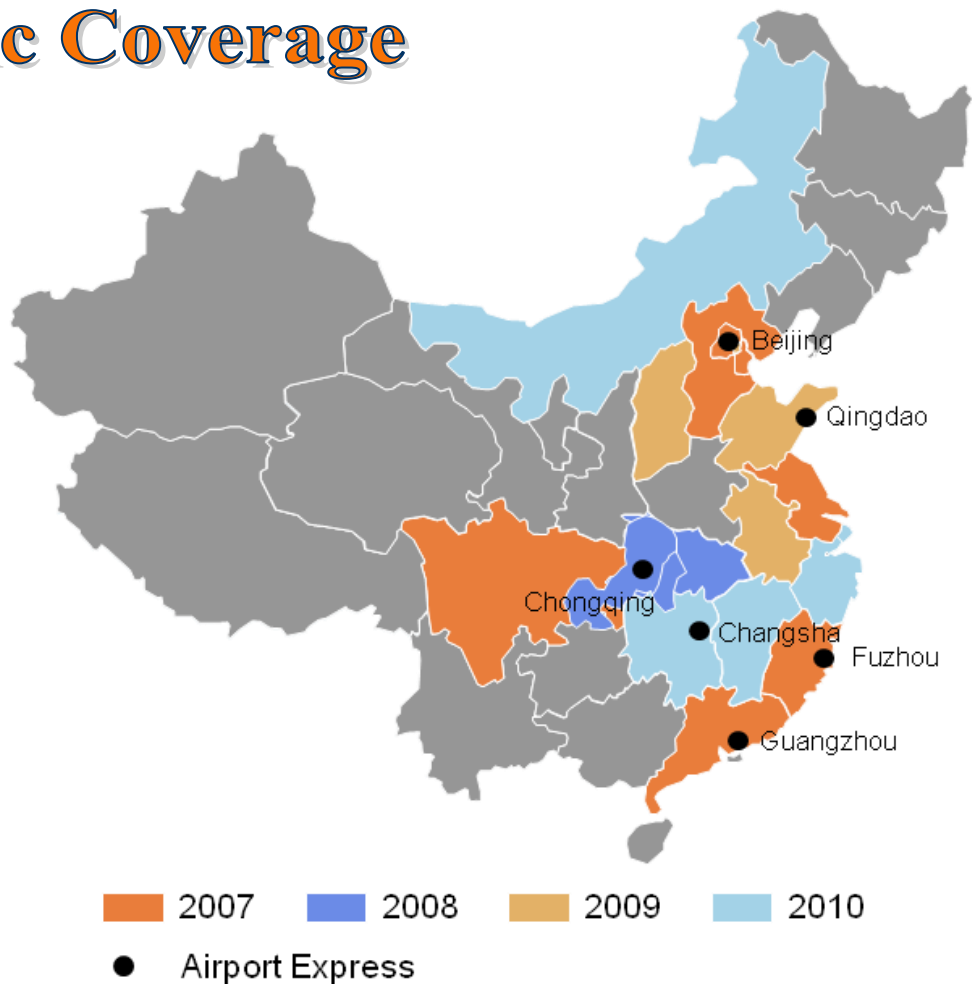 c Coverage
Beijing
Qingdao
Chongqing
Changsha
Fuzhou
Guangzhou
2007 2008 2009 2010
Airport Express